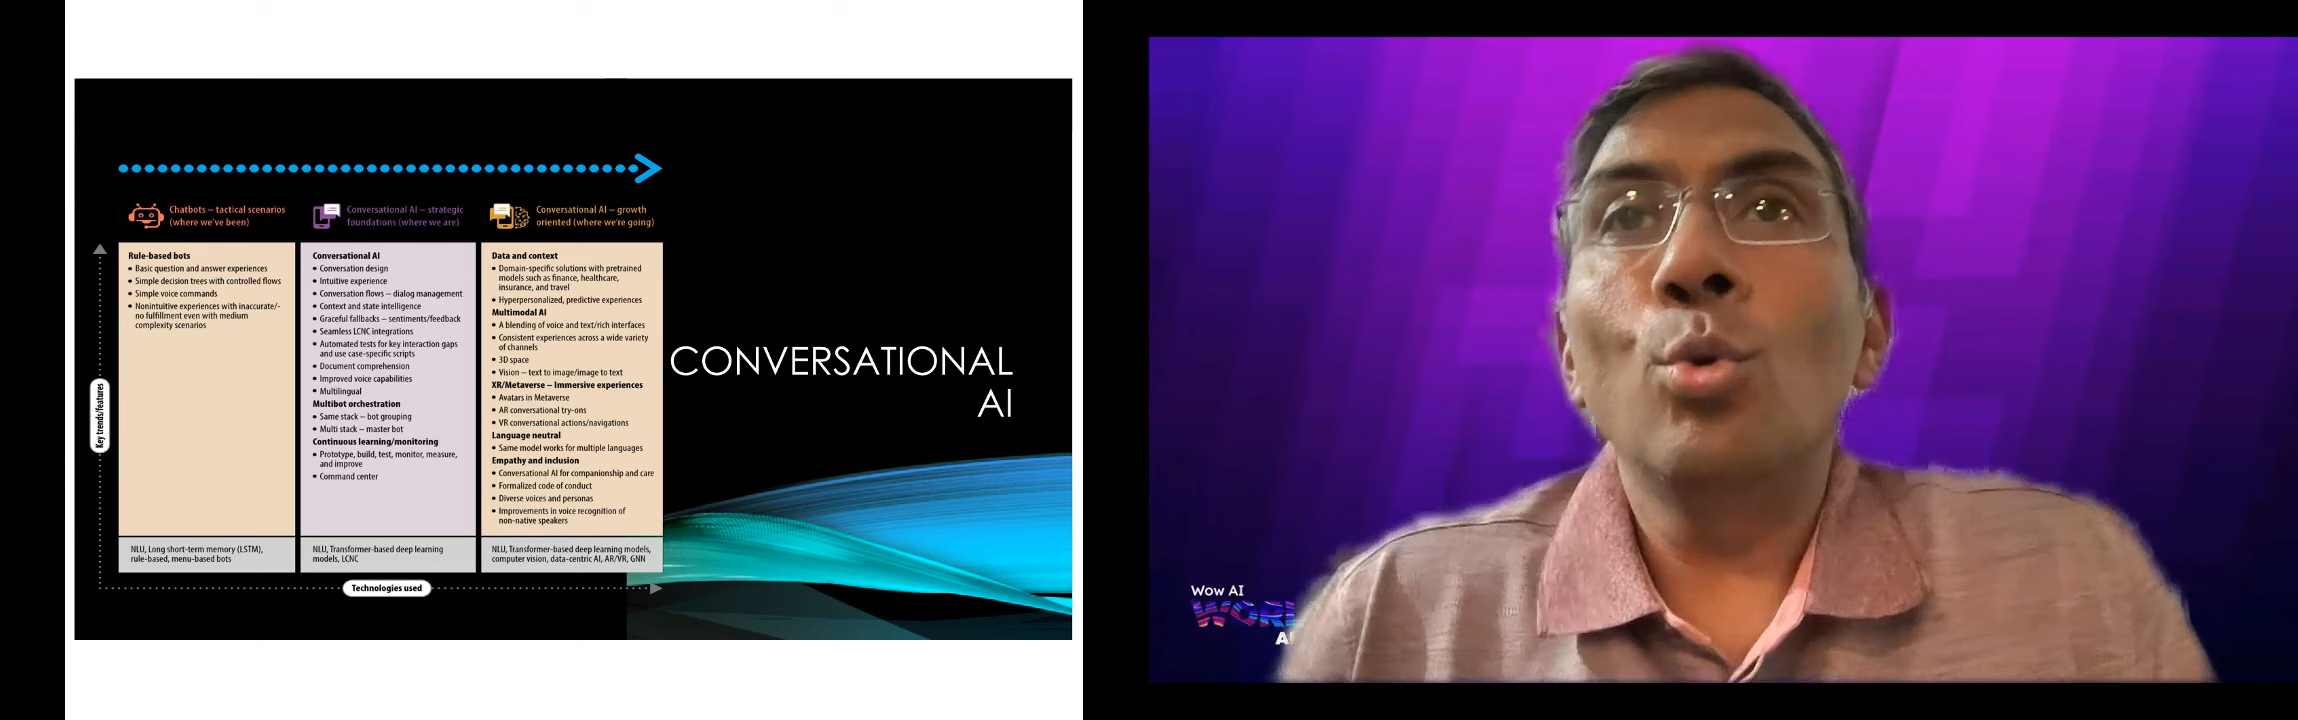 Chatbots – tactical scenarios
(where we've been)
Conversational AI – strategic
foundations (where we are)
Conversational AI – growth
oriented (where we're going)
Key trends/features
Rule-based bots
• Basic question and answer experiences
• Simple decision trees with controlled flows
• Simple voice commands
• Nonintuitive experiences with inaccurate/-
no fulfillment even with medium
complexity scenarios
NLU, Long short-term memory (LSTM),
rule-based, menu-based bots
Conversational AI
• Conversation design
• Intuitive experience
• Conversation flows – dialog management
• Context and state intelligence
• Graceful fallbacks – sentiments/feedback
• Seamless LCNC integrations
• Automated tests for key interaction gaps
and use case-specific scripts
• Document comprehension
• Improved voice capabilities
• Multilingual
Multibot orchestration
• Same stack – bot grouping
• Multi stack – master bot
Continuous learning/monitoring
• Prototype, build, test, monitor, measure,
and improve
• Command center
NLU, Transformer-based deep learning
models, LCNC
Data and context
• Domain-specific solutions with pretrained
models such as finance, healthcare,
insurance, and travel
• Hyperpersonalized, predictive experiences
Multimodal AI
• A blending of voice and text/rich interfaces
• Consistent experiences across a wide variety
of channels
• 3D space
• Vision – text to image/image to text
XR/Metaverse – Immersive experiences
• Avatars in Metaverse
• AR conversational try-ons
• VR conversational actions/navigations
Language neutral
• Same model works for multiple languages
Empathy and inclusion
• Conversational AI for companionship and care
• Formalized code of conduct
• Diverse voices and personas
• Improvements in voice recognition of
non-native speakers
NLU, Transformer-based deep learning models,
computer vision, data-centric AI, AR/VR, GNN
Technologies used
CONVERSATIONAL
AI
Wow AI